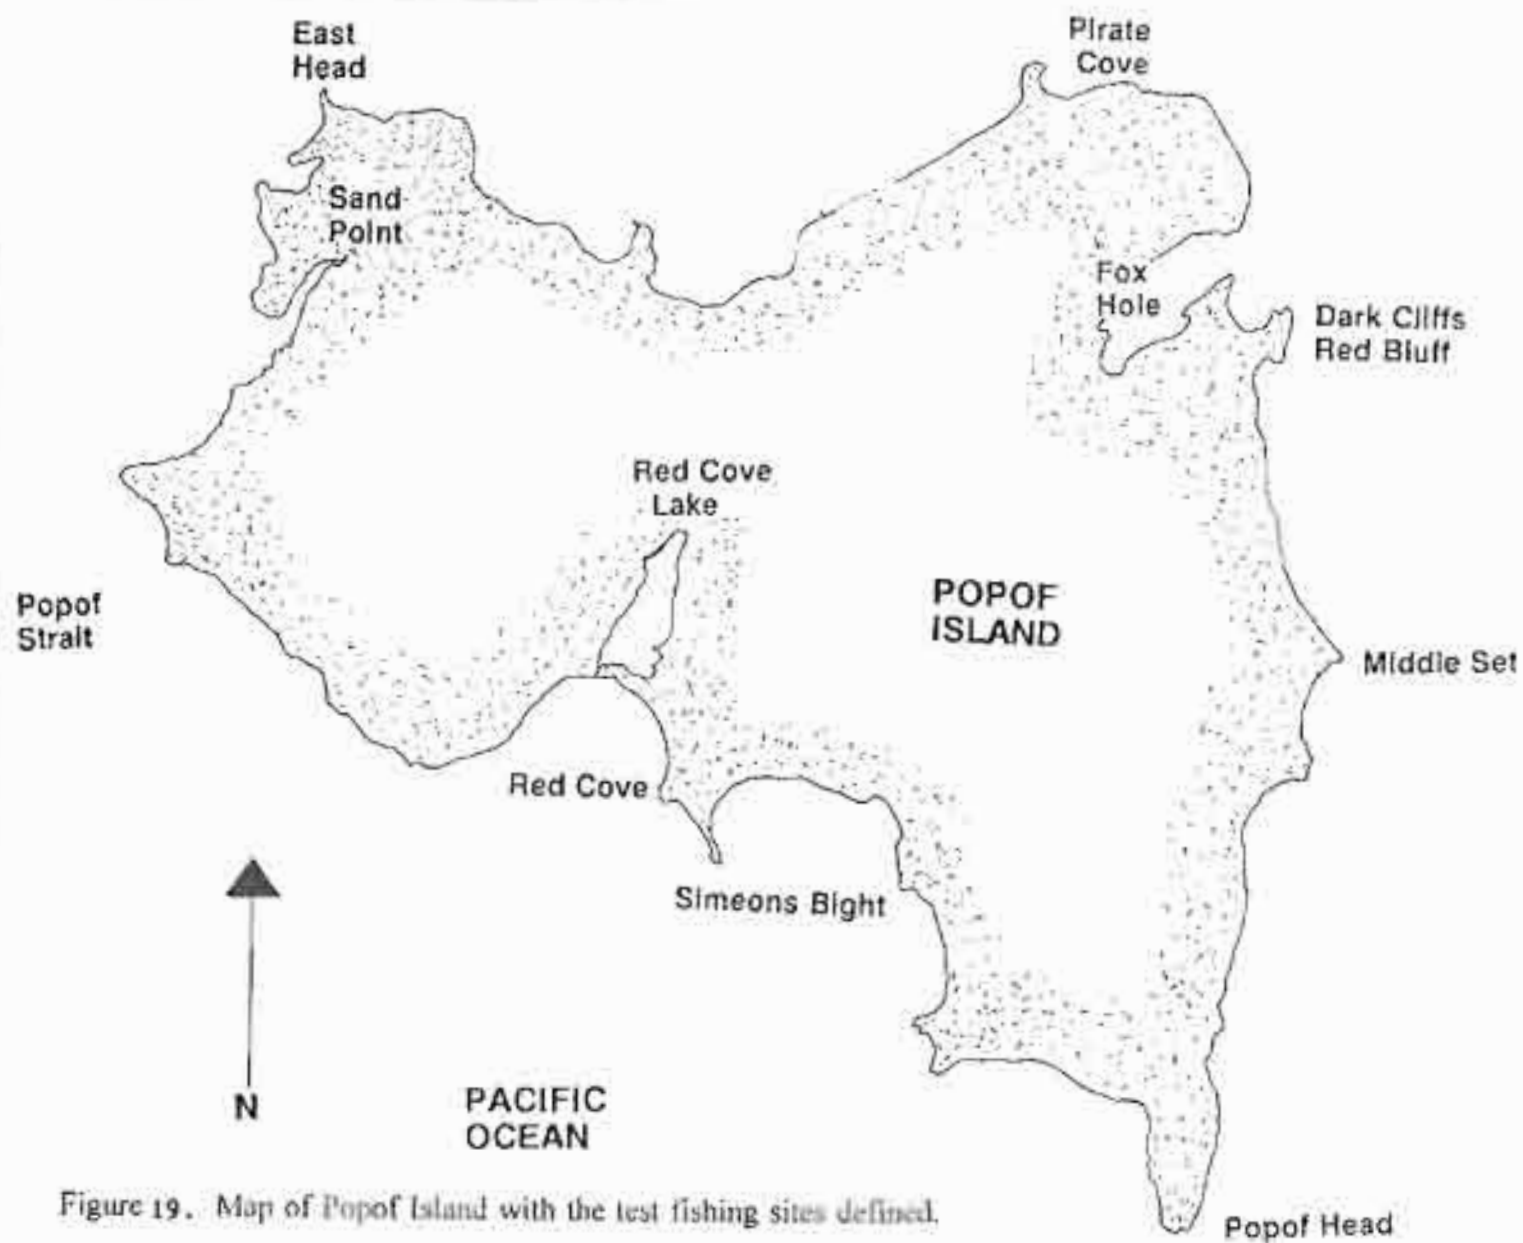 East
Head
Pirate
Cove
Sand
Point
Fox
Hole
Dark Cliffs
Red Bluff
Red Cove
Lake
POPOF
ISLAND
Popof
Strait
Middle Set
Red Cove
Simeons Bight
N
PACIFIC
OCEAN
Figure 19. Map of Popof Island with the test fishing sites defined.
Popof Head